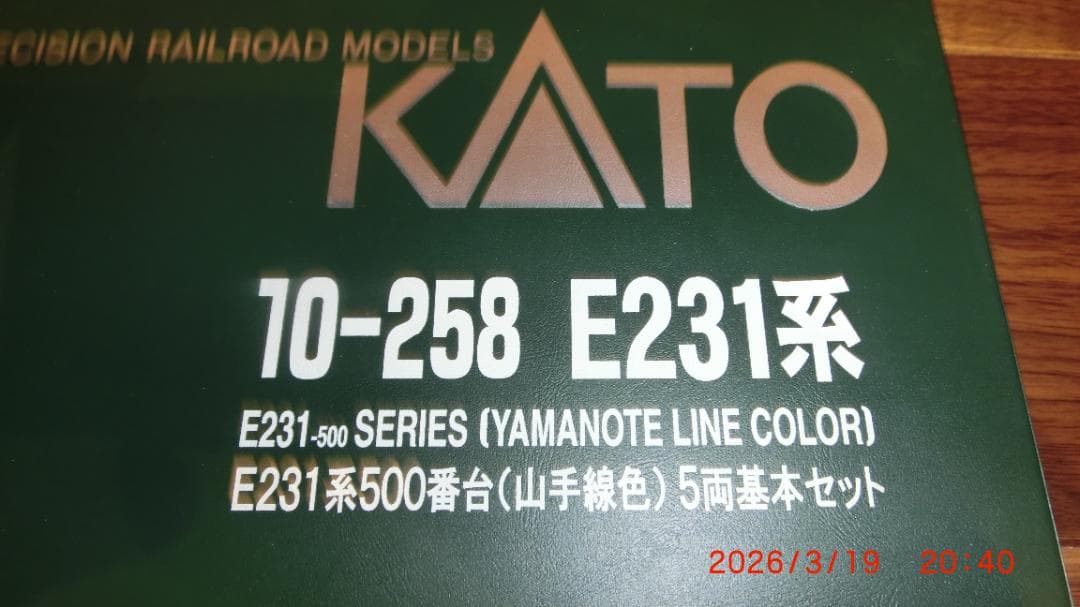 ECISION RAILROAD MODELS
KATO
10-258 E231系
E231-500 SERIES (YAMANOTE LINE COLOR)
E231系500番台(山手線色) 5両基本セット
2026/3/19 20:40